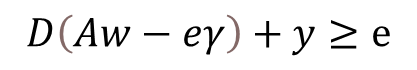 D(Aw − eγ) + y ≥ e